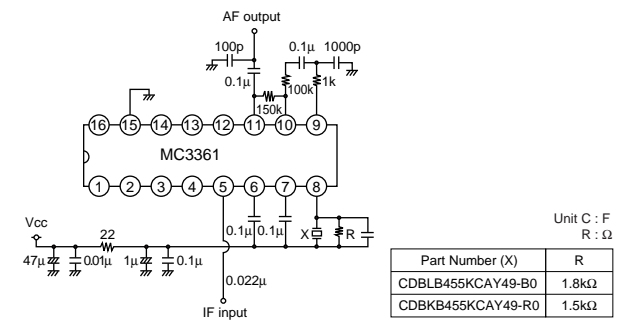 AF output
100p
0.1μ 1000p
0.1μ
100k
1k
150k
16 15 14 13 12 11 10 9
MC3361
1 2 3 4 5 6 7 8
Vcc
22
47μ
0.01μ
1μ
0.1μ
0.1μ
0.1μ
X
R
0.022μ
IF input
Unit C : F
R : Ω
Part Number (X) R
CDBLB455KCAY49-B0 1.8kΩ
CDBKB455KCAY49-R0 1.5kΩ